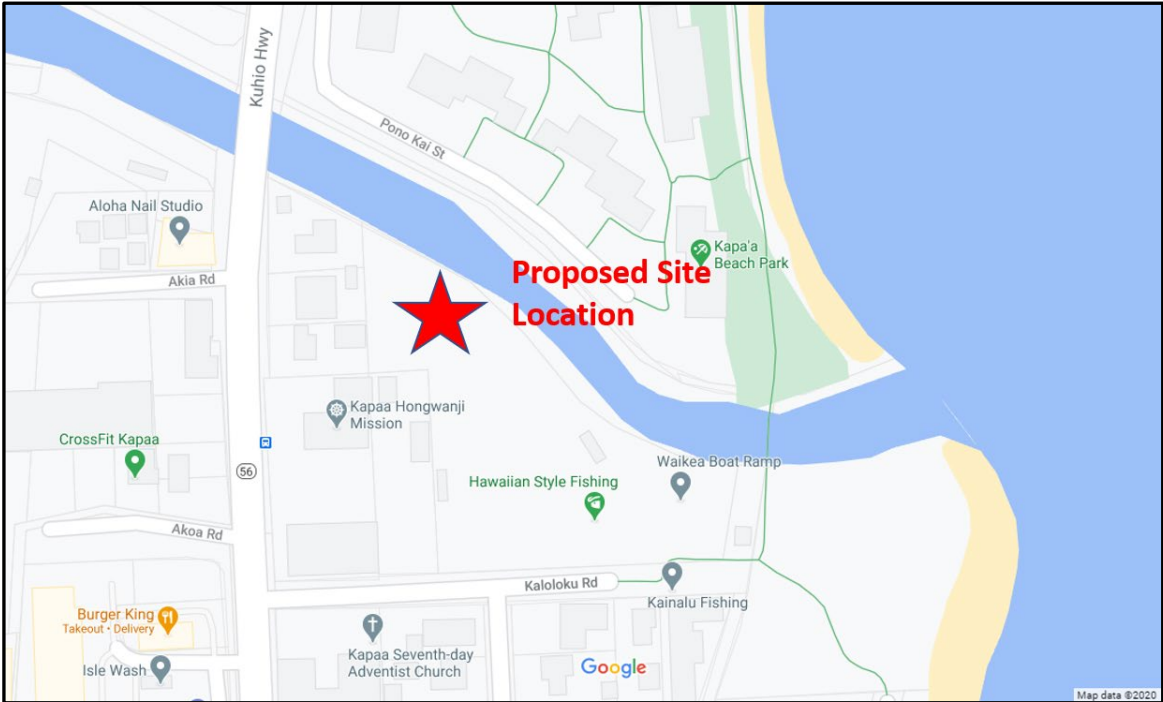 Kuhio Hwy
Pono Kai St
Aloha Nail Studio
Kapa'a
Beach Park
Proposed Site
Location
Akia Rd
Kapaa Hongwanji
Mission
CrossFit Kapaa
56
Waikea Boat Ramp
Hawaiian Style Fishing
Akoa Rd
Kaloloku Rd
Kainalu Fishing
Burger King
Takeout • Delivery
Kapaa Seventh-day
Adventist Church
Isle Wash
Google
Map data ©2020